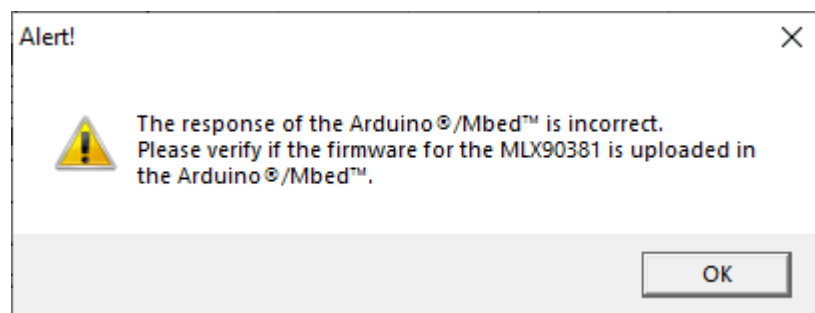 Alert!
The response of the Arduino®/Mbed™ is incorrect.
Please verify if the firmware for the MLX90381 is uploaded in
the Arduino®/Mbed™.
OK